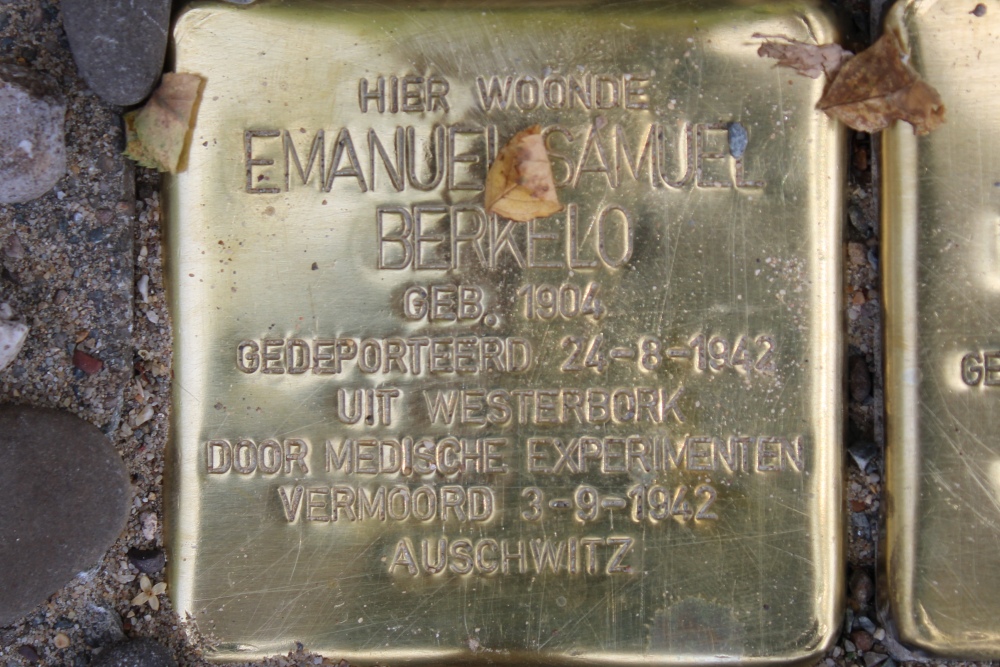 HIER WOONDE
EMANUEL SAMUEL
BERKELO
GEB. 1904
GEDEPORTEERD 24-8-1942
UIT WESTERBORK
DOOR MEDISCHE EXPERIMENTEN
VERMOORD 3-9-1942
AUSCHWITZ
GE